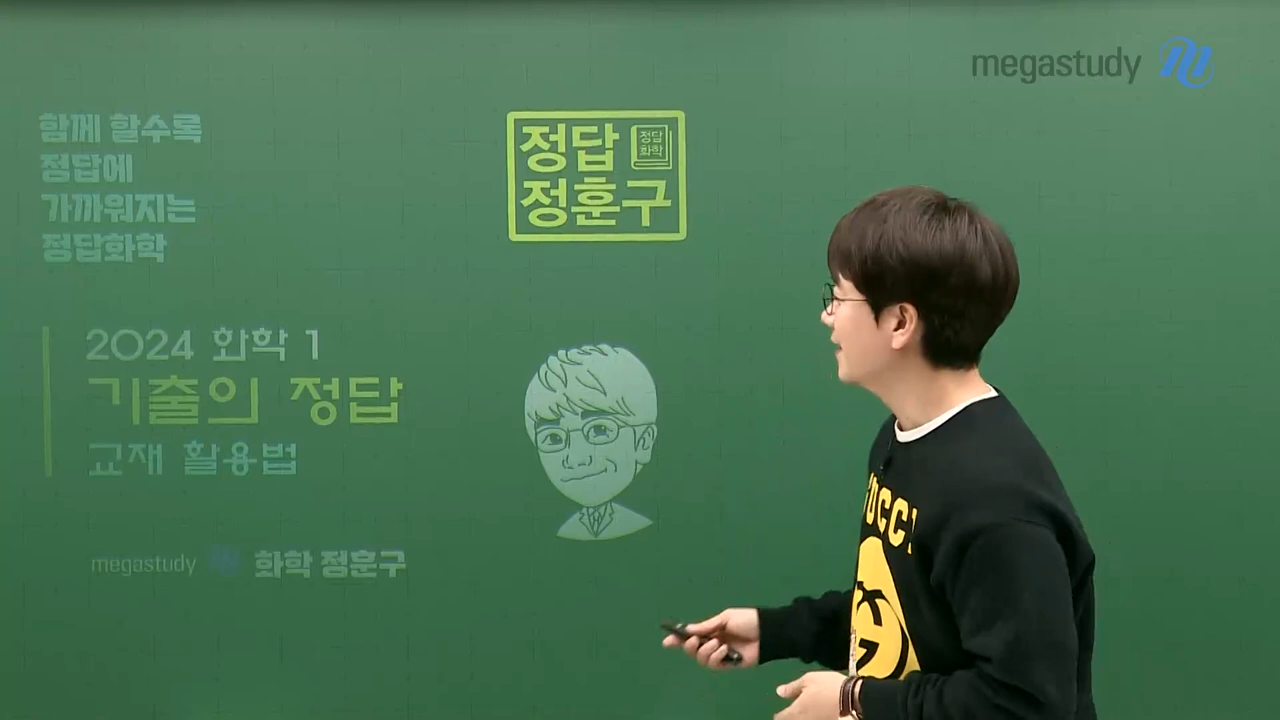 megastudy
함께 할수록
정답에
가까워지는
정답화학
정답
정답
화학
정훈구
2024 화학 1
기출의 정답
교재 활용법
megastudy 화학 정훈구
GUCCI